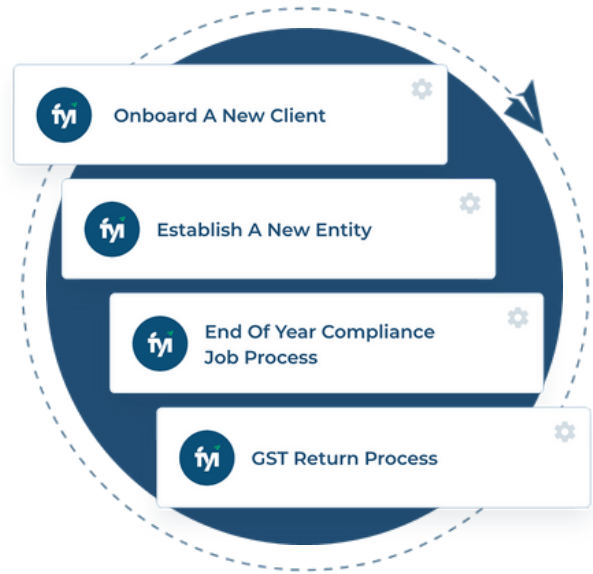 fyi
Onboard A New Client
fyi
Establish A New Entity
fyi
End Of Year Compliance
Job Process
fyi
GST Return Process